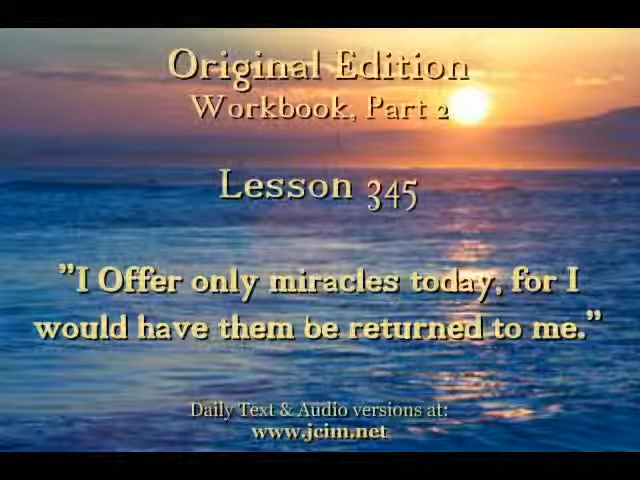 Original Edition
Workbook, Part 2
Lesson 345
"I Offer only miracles today, for I
would have them be returned to me."
Daily Text & Audio versions at:
www.jcim.net